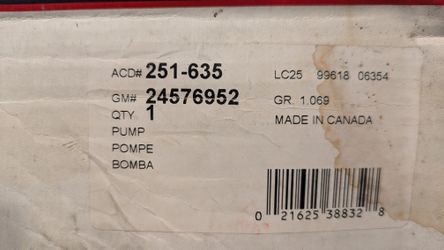 ACD# 251-635 LC25 99618 06354
GM# 24576952 GR. 1.069
QTY 1 MADE IN CANADA
PUMP
POMPE
BOMBA
0 21625 38832 8